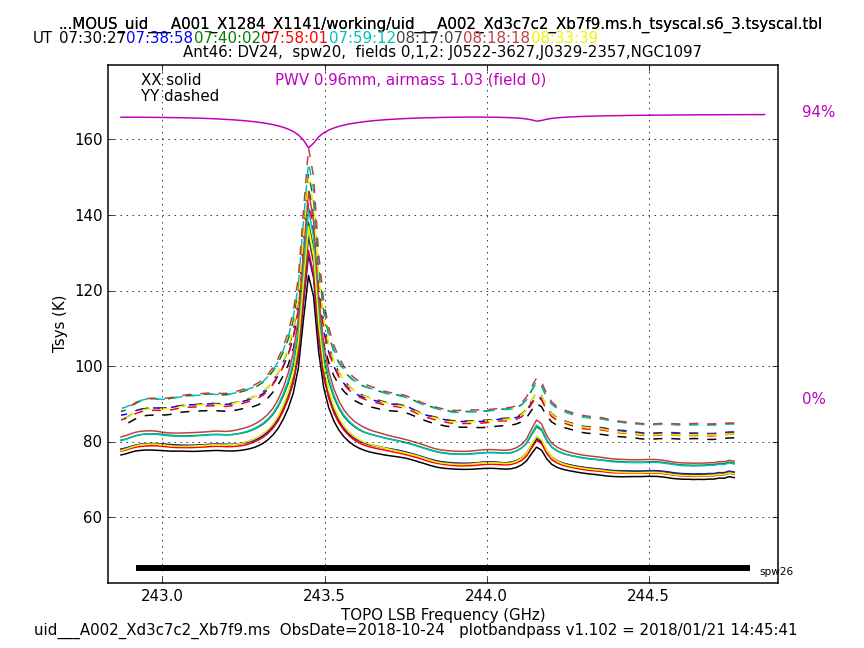 ...MOUS_uid___A001_X1284_X1141/working/uid___A002_Xd3c7c2_Xb7f9.ms.h_tsyscal.s6_3.tsyscal.tbl
UT 07:30:27 07:38:58 07:40:02 07:58:01 07:59:12 08:17:07 08:18:18 08:33:39
Ant46: DV24, spw20, fields 0,1,2: J0522-3627,J0329-2357,NGC1097
XX solid
YY dashed
PWV 0.96mm, airmass 1.03 (field 0)
94%
0%
160
140
120
100
80
60
Tsys (K)
spw26
243.0 243.5 244.0 244.5
TOPO LSB Frequency (GHz)
uid___A002_Xd3c7c2_Xb7f9.ms ObsDate=2018-10-24 plotbandpass v1.102 = 2018/01/21 14:45:41